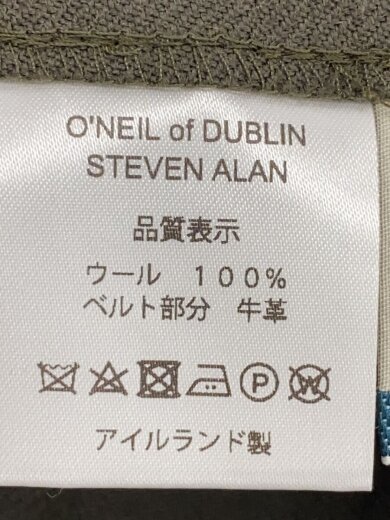 O'NEIL of DUBLIN
STEVEN ALAN
品質表示
ウール　１００％
ベルト部分　牛革
P W
アイルランド製